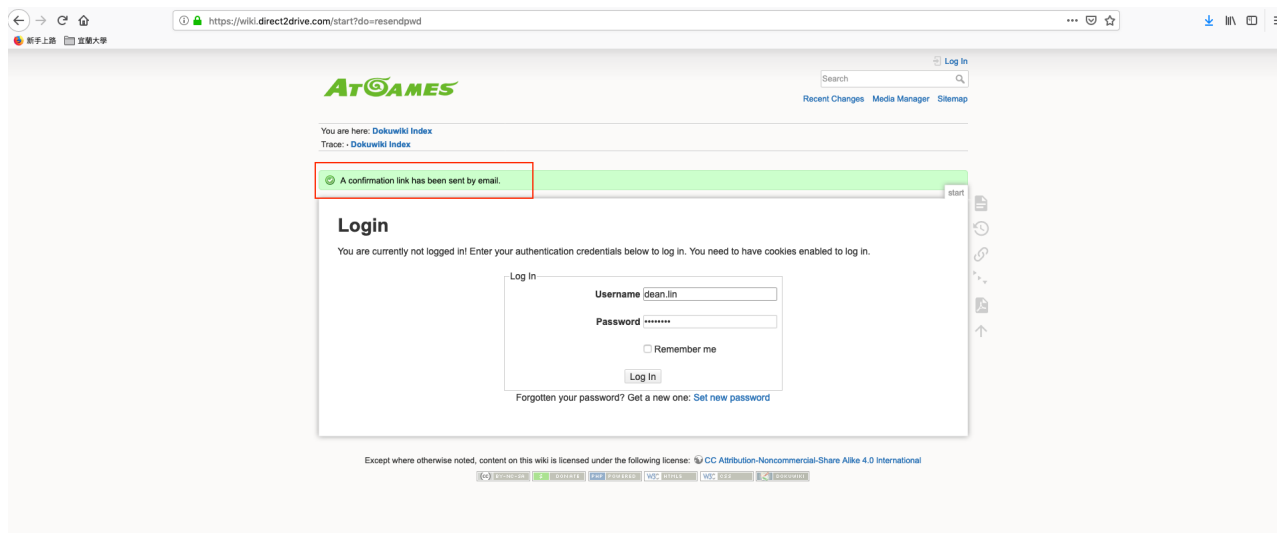 https://wiki.direct2drive.com/start?do=resendpwd
新手上路 宜蘭大學
Log In
ATGAMES
Search
Recent Changes Media Manager Sitemap
You are here: Dokuwiki Index
Trace: • Dokuwiki Index
A confirmation link has been sent by email.
start
Login
You are currently not logged in! Enter your authentication credentials below to log in. You need to have cookies enabled to log in.
Log In
Username dean.lin
Password ••••••••
Remember me
Log In
Forgotten your password? Get a new one: Set new password
Except where otherwise noted, content on this wiki is licensed under the following license: CC Attribution-Noncommercial-Share Alike 4.0 International